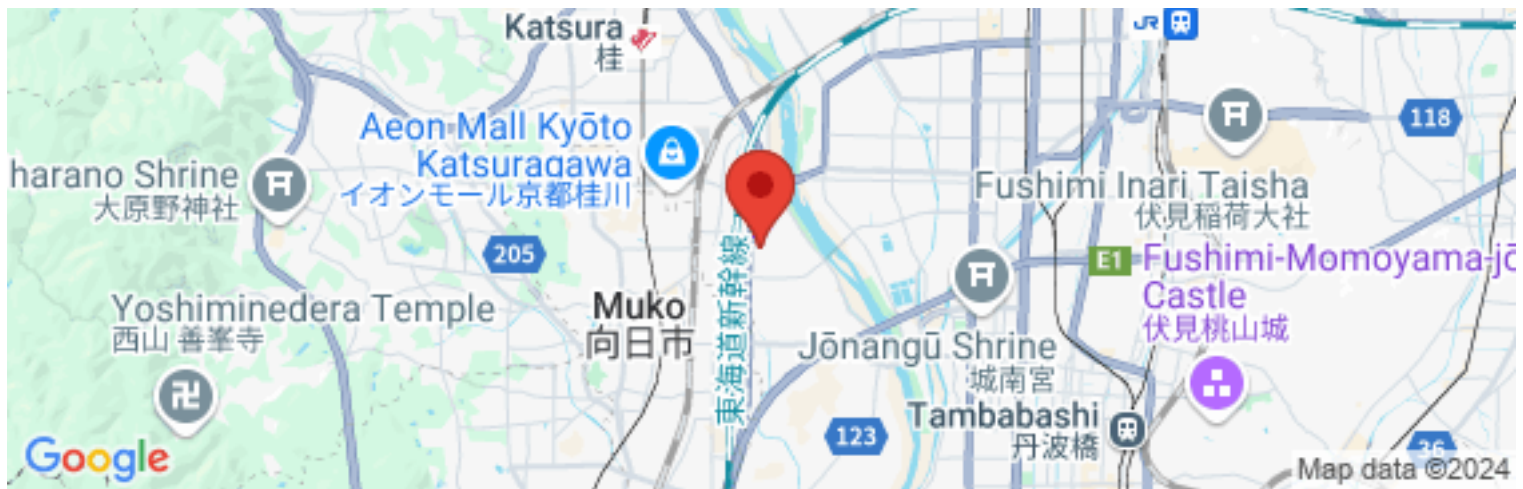 Katsura
桂
JR
Aeon Mall Kyōto
Katsuragawa
イオンモール京都桂川
118
harano Shrine
大原野神社
Fushimi Inari Taisha
伏見稲荷大社
205
東海道新幹線
E1
Fushimi-Momoyama-jō
Castle
伏見桃山城
Yoshiminedera Temple
西山 善峯寺
Muko
向日市
Jōnangū Shrine
城南宮
Tambabashi
丹波橋
123
36
Google
Map data ©2024